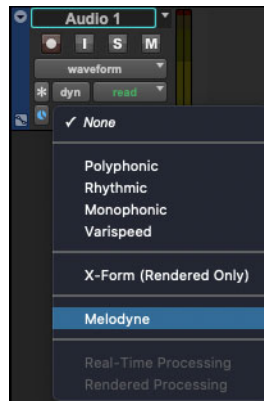 Audio 1
I S M
waveform
dyn read
✓ None
Polyphonic
Rhythmic
Monophonic
Varispeed
X-Form (Rendered Only)
Melodyne
Real-Time Processing
Rendered Processing